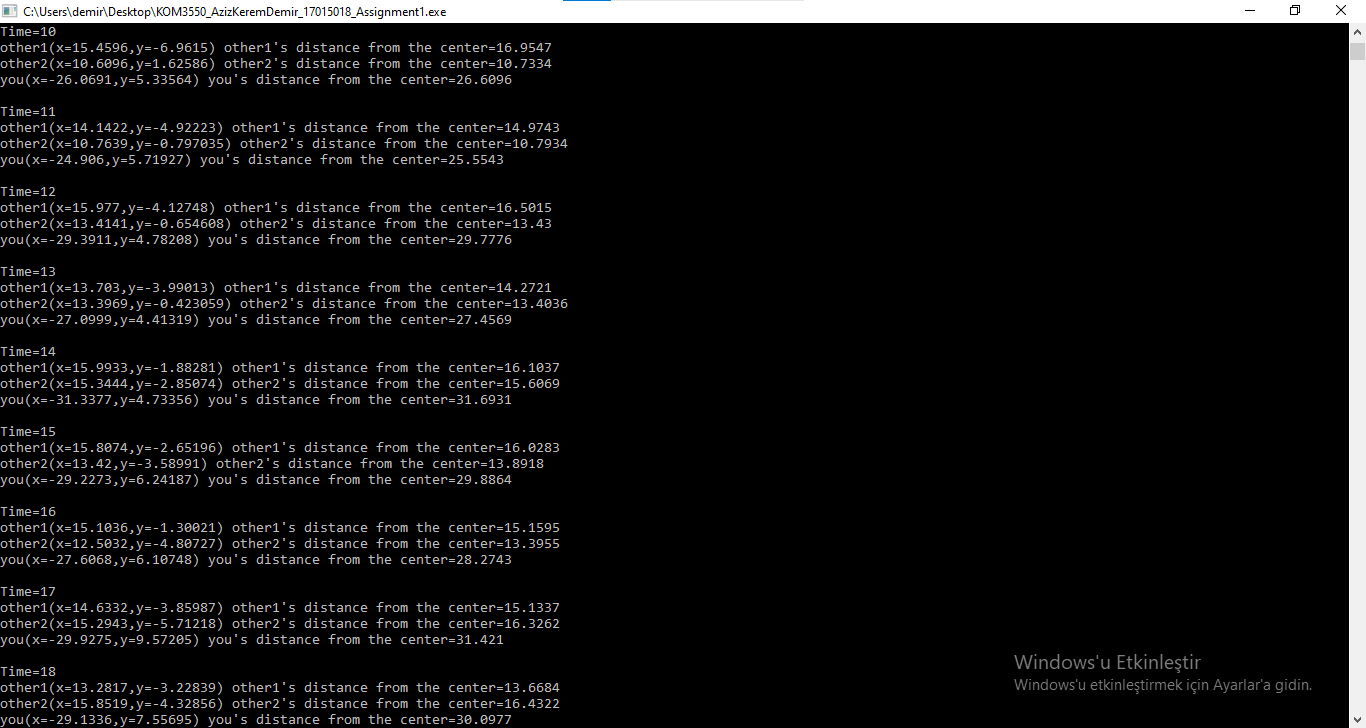 C:\Users\demir\Desktop\KOM3550_AzizKeremDemir_17015018_Assignment1.exe
Time=10
other1(x=15.4596,y=-6.9615) other1's distance from the center=16.9547
other2(x=10.6096,y=1.62586) other2's distance from the center=10.7334
you(x=-26.0691,y=5.33564) you's distance from the center=26.6096
Time=11
other1(x=14.1422,y=-4.92223) other1's distance from the center=14.9743
other2(x=10.7639,y=-0.797035) other2's distance from the center=10.7934
you(x=-24.906,y=5.71927) you's distance from the center=25.5543
Time=12
other1(x=15.977,y=-4.12748) other1's distance from the center=16.5015
other2(x=13.4141,y=-0.654608) other2's distance from the center=13.43
you(x=-29.3911,y=4.78208) you's distance from the center=29.7776
Time=13
other1(x=13.703,y=-3.99013) other1's distance from the center=14.2721
other2(x=13.3969,y=-0.423059) other2's distance from the center=13.4036
you(x=-27.0999,y=4.41319) you's distance from the center=27.4569
Time=14
other1(x=15.9933,y=-1.88281) other1's distance from the center=16.1037
other2(x=15.3444,y=-2.85074) other2's distance from the center=15.6069
you(x=-31.3377,y=4.73356) you's distance from the center=31.6931
Time=15
other1(x=15.8074,y=-2.65196) other1's distance from the center=16.0283
other2(x=13.42,y=-3.58991) other2's distance from the center=13.8918
you(x=-29.2273,y=6.24187) you's distance from the center=29.8864
Time=16
other1(x=15.1036,y=-1.30021) other1's distance from the center=15.1595
other2(x=12.5032,y=-4.80727) other2's distance from the center=13.3955
you(x=-27.6068,y=6.10748) you's distance from the center=28.2743
Time=17
other1(x=14.6332,y=-3.85987) other1's distance from the center=15.1337
other2(x=15.2943,y=-5.71218) other2's distance from the center=16.3262
you(x=-29.9275,y=9.57205) you's distance from the center=31.421
Time=18
other1(x=13.2817,y=-3.22839) other1's distance from the center=13.6684
other2(x=15.8519,y=-4.32856) other2's distance from the center=16.4322
you(x=-29.1336,y=7.55695) you's distance from the center=30.0977
Windows'u Etkinleştir
Windows'u etkinleştirmek için Ayarlar'a gidin.